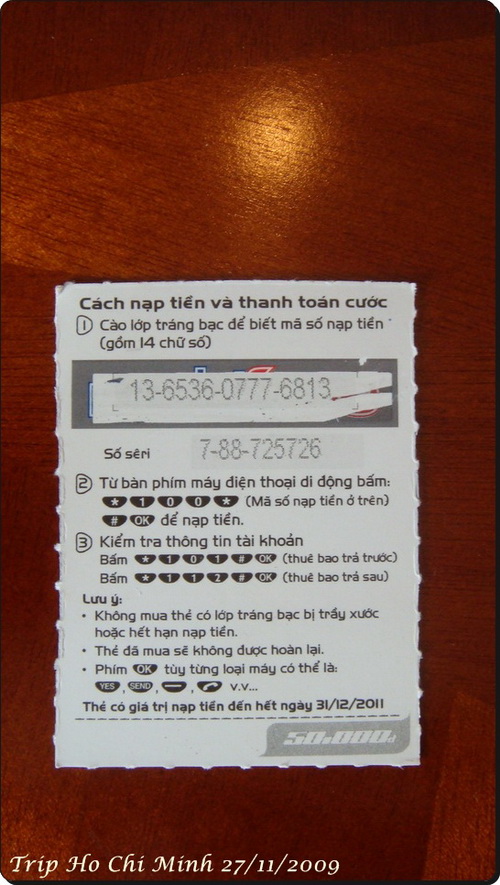 Cách nạp tiền và thanh toán cước
1 Cào lớp tráng bạc để biết mã số nạp tiền
(gồm 14 chữ số)
13-6536-0777-6813
Số sêri 7-88-725726
2 Từ bàn phím máy điện thoại di động bấm:
* 1 0 0 * (Mã số nạp tiền ở trên)
# OK để nạp tiền.
3 Kiểm tra thông tin tài khoản
Bấm * 1 0 1 # OK (thuê bao trả trước)
Bấm * 1 1 2 # OK (thuê bao trả sau)
Lưu ý:
• Không mua thẻ có lớp tráng bạc bị trầy xước
hoặc hết hạn nạp tiền.
• Thẻ đã mua sẽ không được hoàn lại.
• Phím OK tùy từng loại máy có thể là:
YES , SEND , — , v.v...
Thẻ có giá trị nạp tiền đến hết ngày 31/12/2011
50.000đ
Trip Ho Chi Minh 27/11/2009